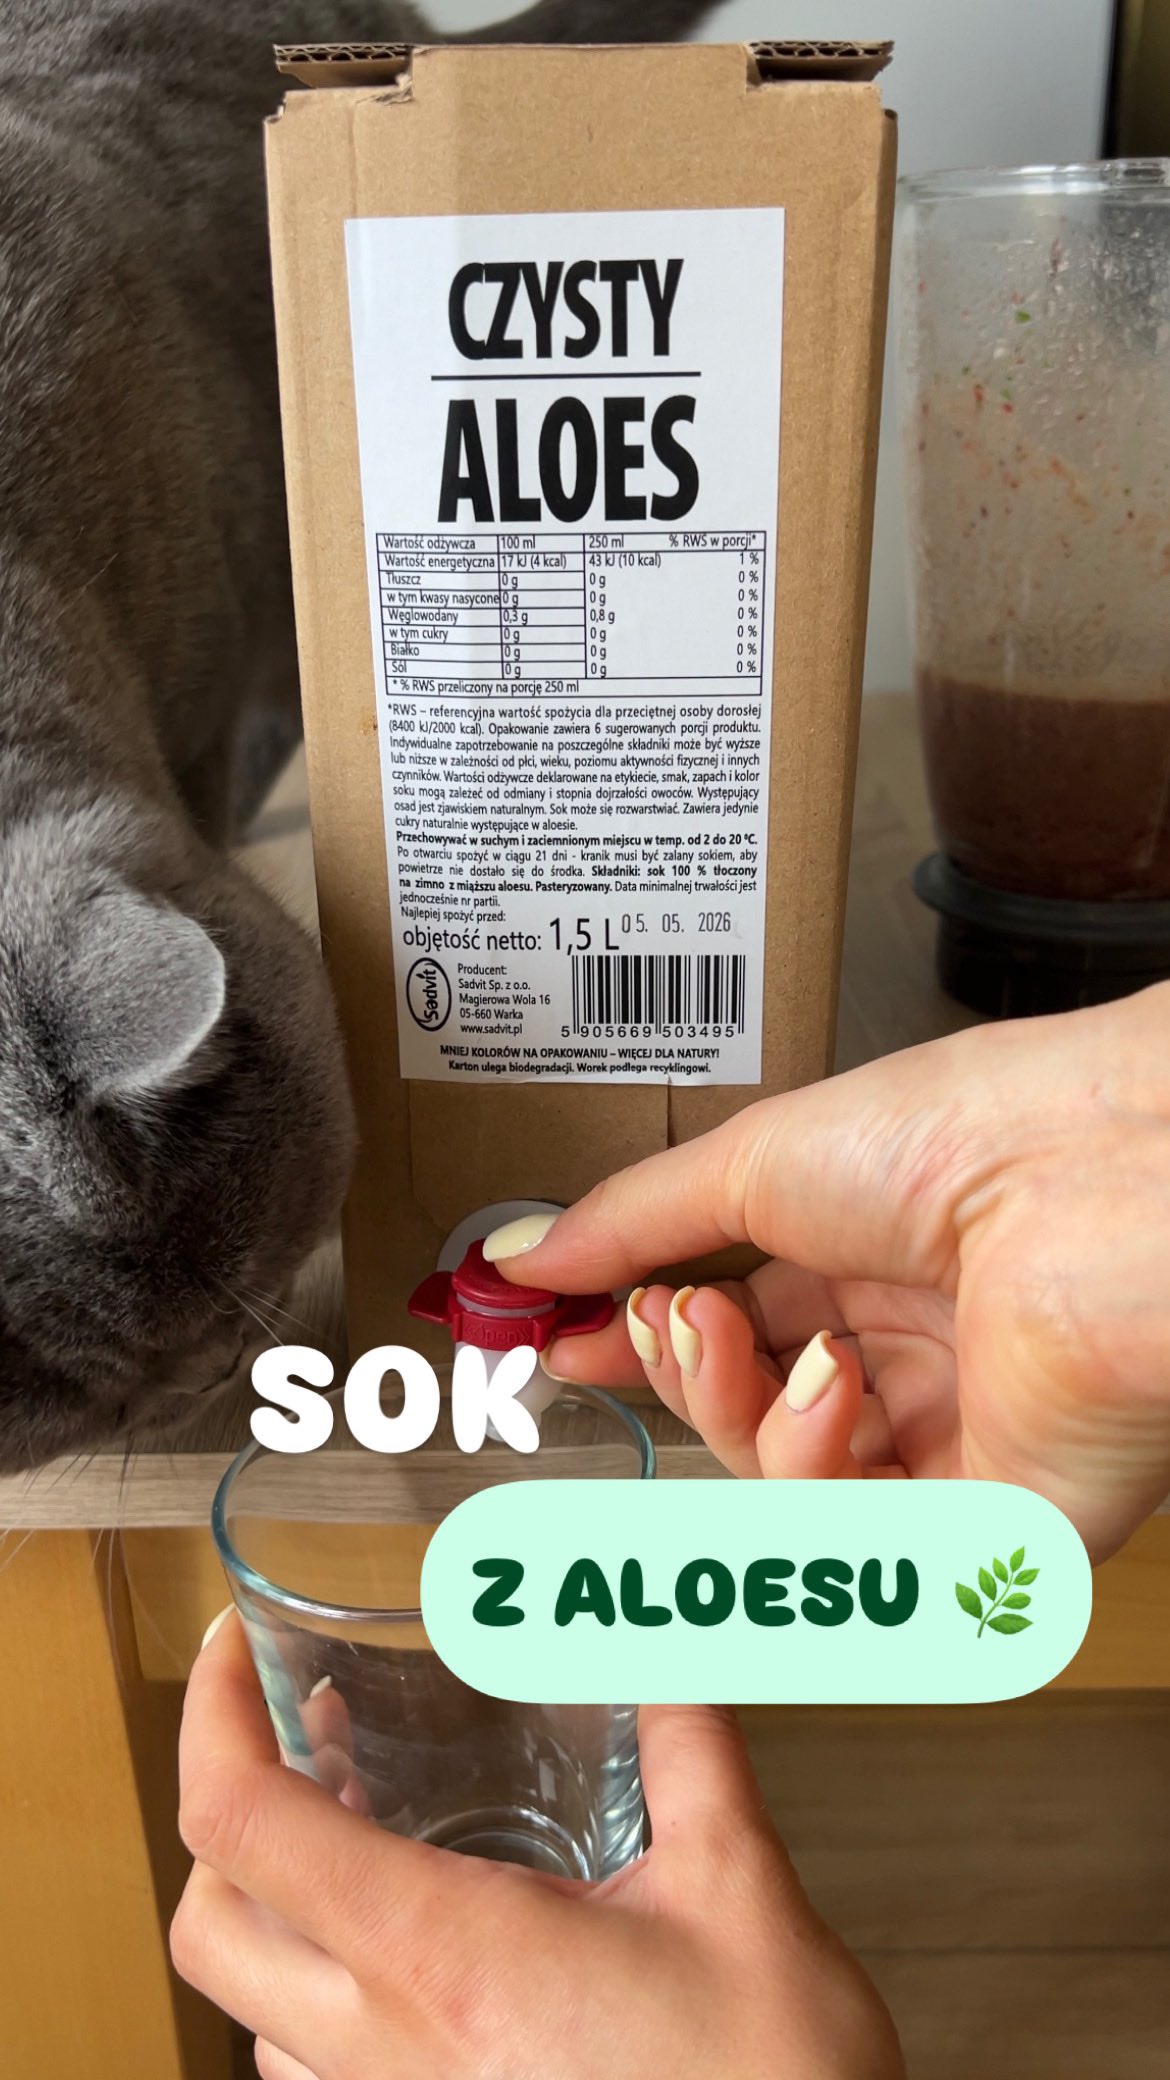 CZYSTY
ALOES
Wartość odżywcza 100 ml 250 ml % RWS w porcji*
Wartość energetyczna 17 kJ (4 kcal) 43 kJ (10 kcal) 1 %
Tłuszcz 0 g 0 g 0 %
w tym kwasy nasycone 0 g 0 g 0 %
Węglowodany 0,3 g 0,8 g 0 %
w tym cukry 0 g 0 g 0 %
Białko 0 g 0 g 0 %
Sól 0 g 0 g 0 %
* % RWS przeliczony na porcję 250 ml
*RWS – referencyjna wartość spożycia dla przeciętnej osoby dorosłej
(8400 kJ/2000 kcal). Opakowanie zawiera 6 sugerowanych porcji produktu.
Indywidualne zapotrzebowanie na poszczególne składniki może być wyższe
lub niższe w zależności od płci, wieku, poziomu aktywności fizycznej i innych
czynników. Wartości odżywcze deklarowane na etykiecie, smak, zapach i kolor
soku mogą zależeć od odmiany i stopnia dojrzałości owoców. Występujący
osad jest zjawiskiem naturalnym. Sok może się rozwarstwiać. Zawiera jedynie
cukry naturalnie występujące w aloesie.
Przechowywać w suchym i zaciemnionym miejscu w temp. od 2 do 20 °C.
Po otwarciu spożyć w ciągu 21 dni - kranik musi być zalany sokiem, aby
powietrze nie dostało się do środka. Składniki: sok 100 % tłoczony
na zimno z miąższu aloesu. Pasteryzowany. Data minimalnej trwałości jest
jednocześnie nr partii.
Najlepiej spożyć przed:
objętość netto: 1,5 L 05. 05. 2026
Sadvit
Producent:
Sadvit Sp. z o.o.
Magierowa Wola 16
05-660 Warka
www.sadvit.pl
5 905669 503495
MNIEJ KOLORÓW NA OPAKOWANIU – WIĘCEJ DLA NATURY!
Karton ulega biodegradacji. Worek podlega recyklingowi.
open
SOK
Z ALOESU